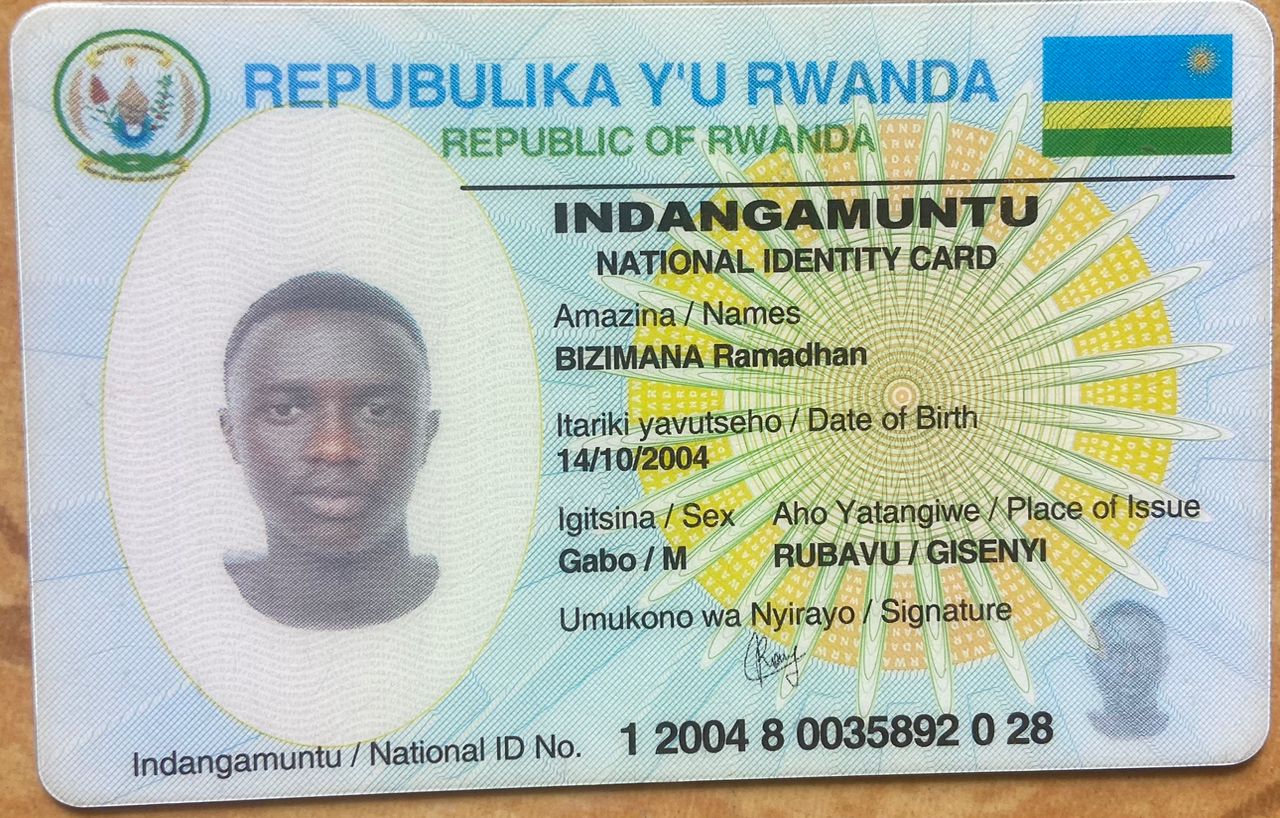 REPUBULIKA Y'U RWANDA
REPUBLIC OF RWANDA
INDANGAMUNTU
NATIONAL IDENTITY CARD
Amazina / Names
BIZIMANA Ramadhan
Itariki yavutseho / Date of Birth
14/10/2004
Igitsina / Sex Aho Yatangiwe / Place of Issue
Gabo / M RUBAVU / GISENYI
Umukono wa Nyirayo / Signature
Indangamuntu / National ID No. 1 2004 8 0035892 0 28